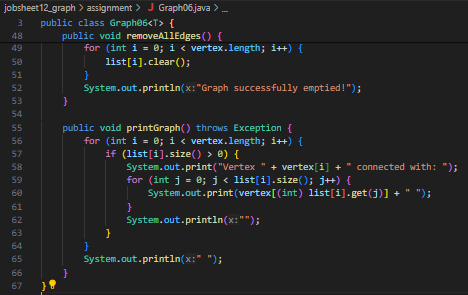 jobsheet12_graph > assignment > J Graph06.java > ...
3 public class Graph06<T> {
48 public void removeAllEdges() {
49 for (int i = 0; i < vertex.length; i++) {
50 list[i].clear();
51 }
52 System.out.println(x:"Graph successfully emptied!");
53 }
54
55 public void printGraph() throws Exception {
56 for (int i = 0; i < vertex.length; i++) {
57 if (list[i].size() > 0) {
58 System.out.print("Vertex " + vertex[i] + " connected with: ");
59 for (int j = 0; j < list[i].size(); j++) {
60 System.out.print(vertex[(int) list[i].get(j)] + " ");
61 }
62 System.out.println(x:"");
63 }
64 }
65 System.out.println(x:" ");
66 }
67 }